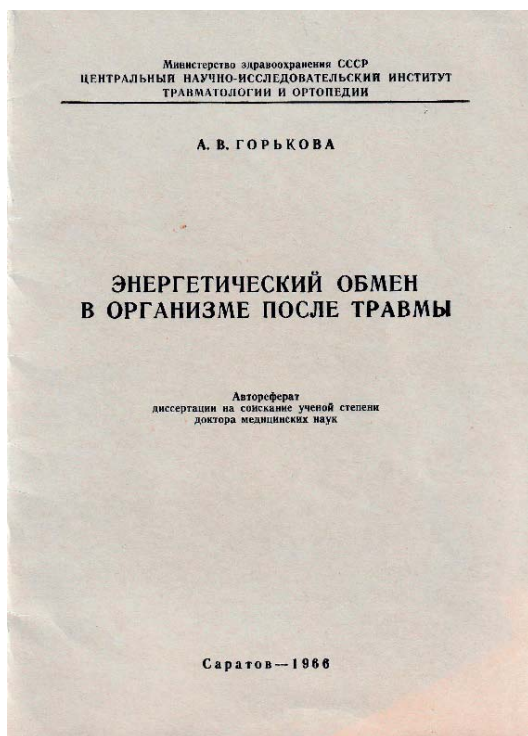 Министерство здравоохранения СССР
ЦЕНТРАЛЬНЫЙ НАУЧНО-ИССЛЕДОВАТЕЛЬСКИЙ ИНСТИТУТ
ТРАВМАТОЛОГИИ И ОРТОПЕДИИ
А. В. ГОРЬКОВА
ЭНЕРГЕТИЧЕСКИЙ ОБМЕН
В ОРГАНИЗМЕ ПОСЛЕ ТРАВМЫ
Автореферат
диссертации на соискание ученой степени
доктора медицинских наук
Саратов—1966